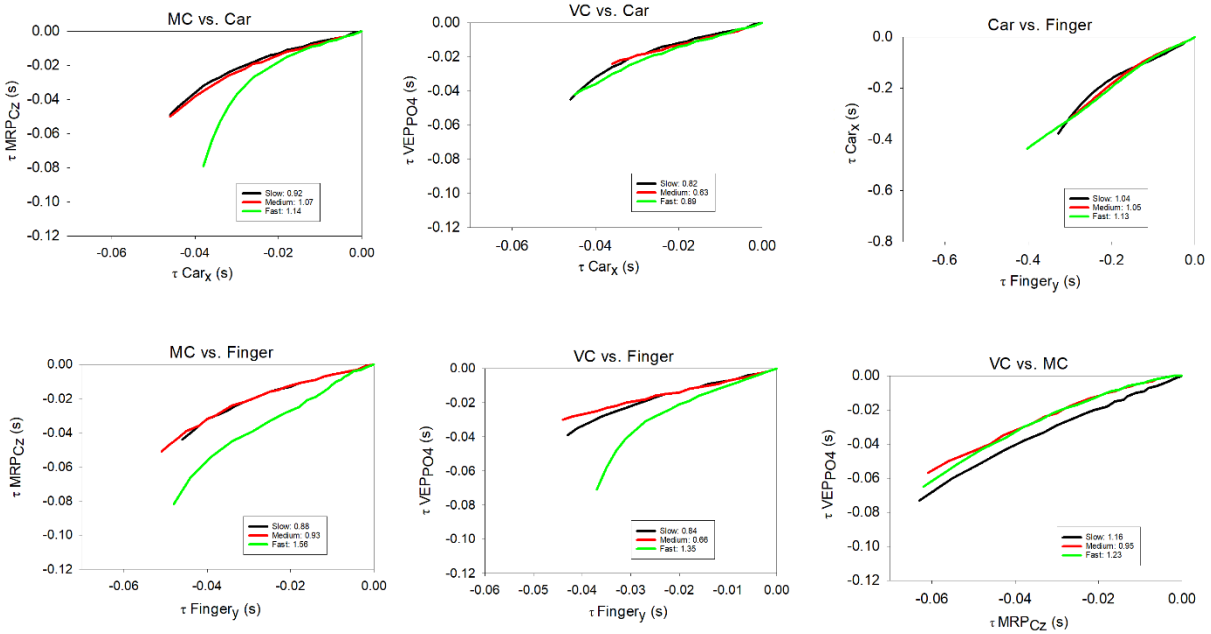 MC vs. Car
0.00
-0.02
-0.04
-0.06
-0.08
-0.10
-0.12
τ MRPCz (s)
Slow: 0.92
Medium: 1.07
Fast: 1.14
-0.06 -0.04 -0.02 0.00
τ Carx (s)
VC vs. Car
0.00
-0.02
-0.04
-0.06
-0.08
-0.10
-0.12
τ VEPPO4 (s)
Slow: 0.82
Medium: 0.63
Fast: 0.89
-0.06 -0.04 -0.02 0.00
τ Carx (s)
Car vs. Finger
-0.0
-0.2
-0.4
-0.6
-0.8
τ Carx (s)
Slow: 1.04
Medium: 1.05
Fast: 1.13
-0.6 -0.4 -0.2 0.0
τ Fingery (s)
MC vs. Finger
0.00
-0.02
-0.04
-0.06
-0.08
-0.10
-0.12
τ MRPCz (s)
Slow: 0.88
Medium: 0.93
Fast: 1.56
-0.06 -0.04 -0.02 0.00
τ Fingery (s)
VC vs. Finger
0.00
-0.02
-0.04
-0.06
-0.08
-0.10
-0.12
τ VEPPO4 (s)
Slow: 0.84
Medium: 0.66
Fast: 1.35
-0.06 -0.05 -0.04 -0.03 -0.02 -0.01 0.00
τ Fingery (s)
VC vs. MC
0.00
-0.02
-0.04
-0.06
-0.08
-0.10
-0.12
τ VEPPO4 (s)
Slow: 1.16
Medium: 0.95
Fast: 1.23
-0.06 -0.04 -0.02 0.00
τ MRPCz (s)